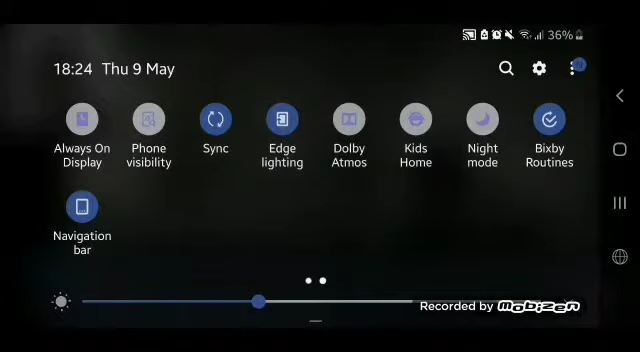 36%
18:24 Thu 9 May
N
Always On Display
Phone visibility
Sync
Edge lighting
Dolby Atmos
Kids Home
Night mode
Bixby Routines
Navigation bar
Recorded by mobizen